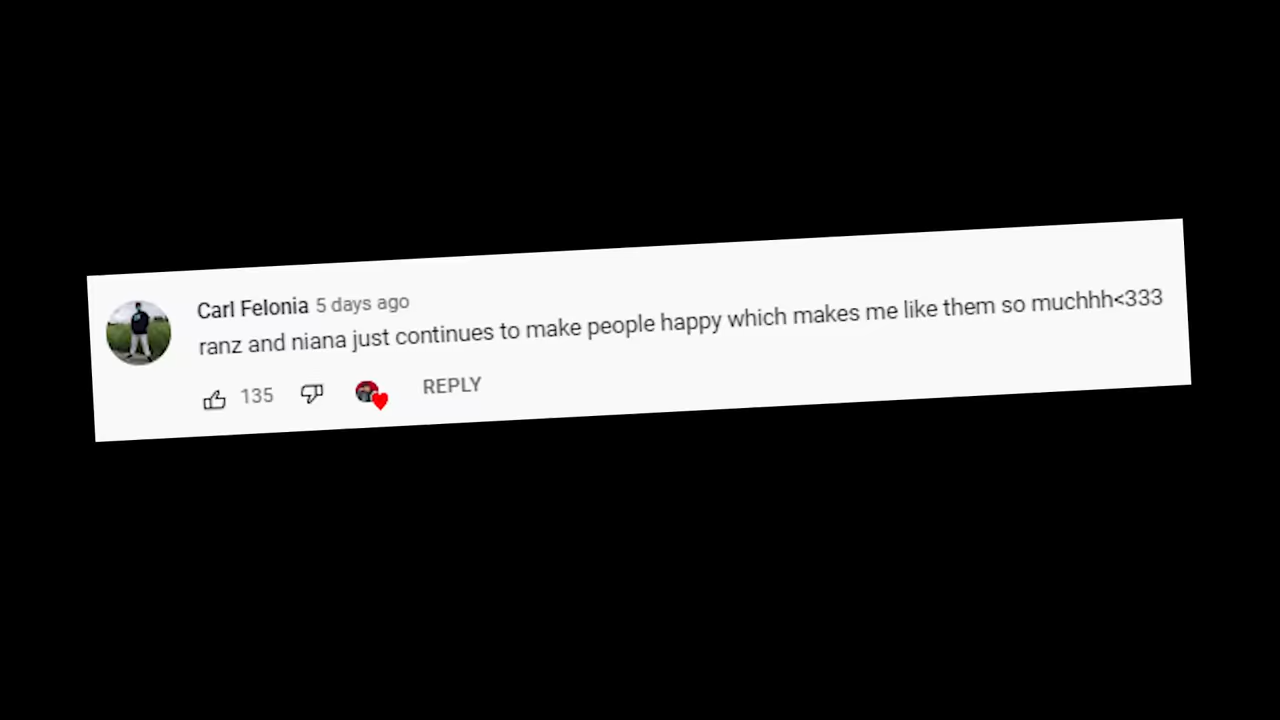 Carl Felonia 5 days ago
ranz and niana just continues to make people happy which makes me like them so muchhh<333
135 REPLY